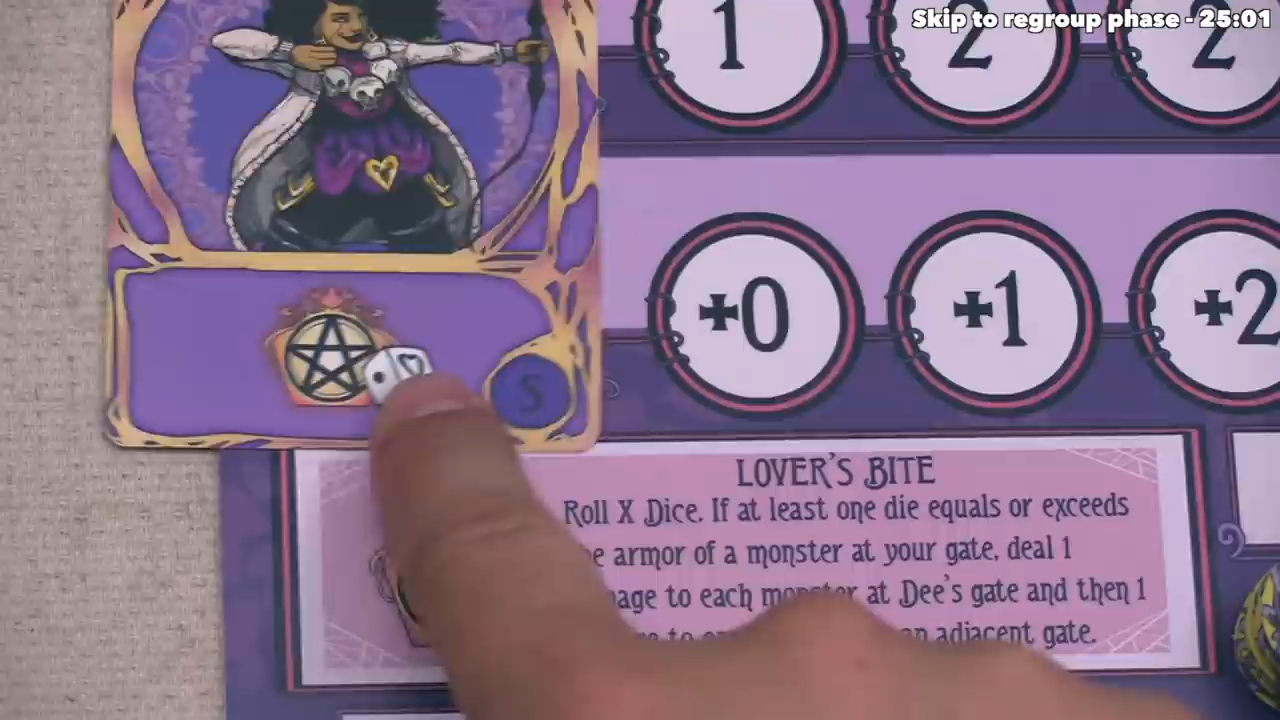 Skip to regroup phase - 25:01
1 2 2
+0 +1 +2
S
LOVER'S BITE
Roll X Dice. If at least one die equals or exceeds
armor of a monster at your gate, deal 1
to each monster at Dee's gate and then 1
adjacent gate.